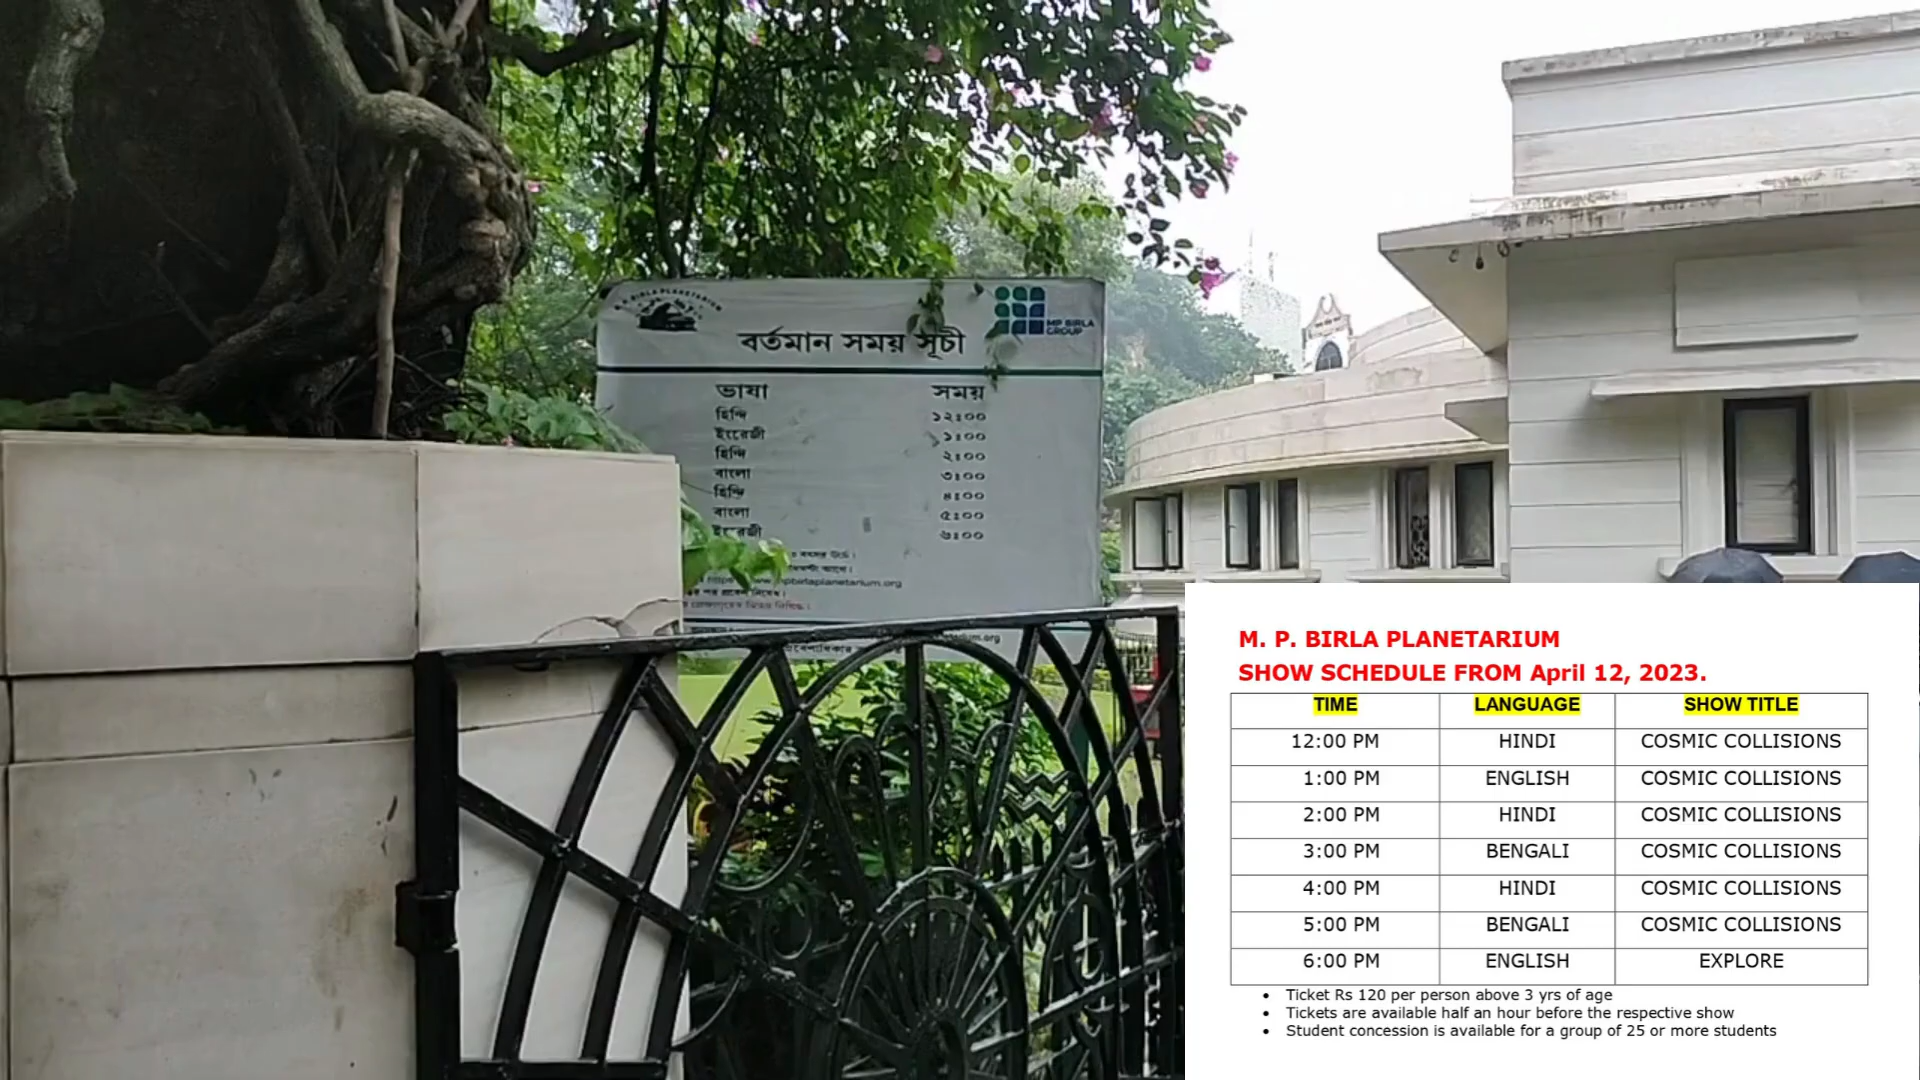 M. P. BIRLA PLANETARIUM
MP BIRLA
GROUP
বর্তমান সময় সূচী
ভাষা সময়
হিন্দি ১২ঃ০০
ইংরেজী ১ঃ০০
হিন্দি ২ঃ০০
বাংলা ৩ঃ০০
হিন্দি ৪ঃ০০
বাংলা ৫ঃ০০
ইংরেজী ৬ঃ০০
M. P. BIRLA PLANETARIUM
SHOW SCHEDULE FROM April 12, 2023.
TIME LANGUAGE SHOW TITLE
12:00 PM HINDI COSMIC COLLISIONS
1:00 PM ENGLISH COSMIC COLLISIONS
2:00 PM HINDI COSMIC COLLISIONS
3:00 PM BENGALI COSMIC COLLISIONS
4:00 PM HINDI COSMIC COLLISIONS
5:00 PM BENGALI COSMIC COLLISIONS
6:00 PM ENGLISH EXPLORE
• Ticket Rs 120 per person above 3 yrs of age
• Tickets are available half an hour before the respective show
• Student concession is available for a group of 25 or more students